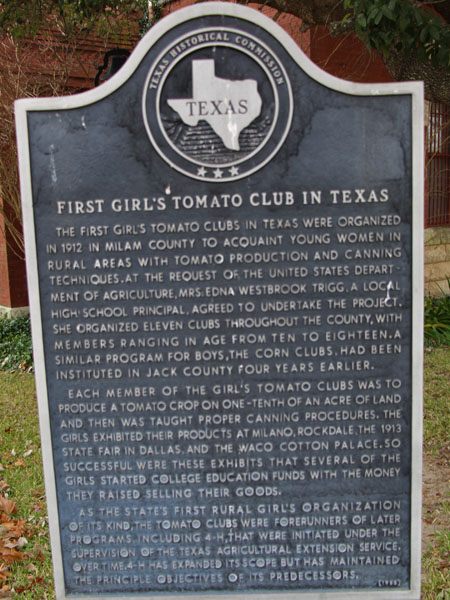 TEXAS HISTORICAL COMMISSION
TEXAS
FIRST GIRL'S TOMATO CLUB IN TEXAS
THE FIRST GIRL'S TOMATO CLUBS IN TEXAS WERE ORGANIZED
IN 1912 IN MILAM COUNTY TO ACQUAINT YOUNG WOMEN IN
RURAL AREAS WITH TOMATO PRODUCTION AND CANNING
TECHNIQUES. AT THE REQUEST OF THE UNITED STATES DEPART-
MENT OF AGRICULTURE, MRS. EDNA WESTBROOK TRIGG, A LOCAL
HIGH SCHOOL PRINCIPAL, AGREED TO UNDERTAKE THE PROJECT.
SHE ORGANIZED ELEVEN CLUBS THROUGHOUT THE COUNTY, WITH
MEMBERS RANGING IN AGE FROM TEN TO EIGHTEEN. A
SIMILAR PROGRAM FOR BOYS, THE CORN CLUBS, HAD BEEN
INSTITUTED IN JACK COUNTY FOUR YEARS EARLIER.
EACH MEMBER OF THE GIRL'S TOMATO CLUBS WAS TO
PRODUCE A TOMATO CROP ON ONE-TENTH OF AN ACRE OF LAND
AND THEN WAS TAUGHT PROPER CANNING PROCEDURES. THE
GIRLS EXHIBITED THEIR PRODUCTS AT MILANO, ROCKDALE, THE 1913
STATE FAIR IN DALLAS, AND THE WACO COTTON PALACE. SO
SUCCESSFUL WERE THESE EXHIBITS THAT SEVERAL OF THE
GIRLS STARTED COLLEGE EDUCATION FUNDS WITH THE MONEY
THEY RAISED SELLING THEIR GOODS.
AS THE STATE'S FIRST RURAL GIRL'S ORGANIZATION
OF ITS KIND, THE TOMATO CLUBS WERE FORERUNNERS OF LATER
PROGRAMS, INCLUDING 4-H, THAT WERE INITIATED UNDER THE
SUPERVISION OF THE TEXAS AGRICULTURAL EXTENSION SERVICE.
OVER TIME, 4-H HAS EXPANDED ITS SCOPE BUT HAS MAINTAINED
THE PRINCIPLE OBJECTIVES OF ITS PREDECESSORS.